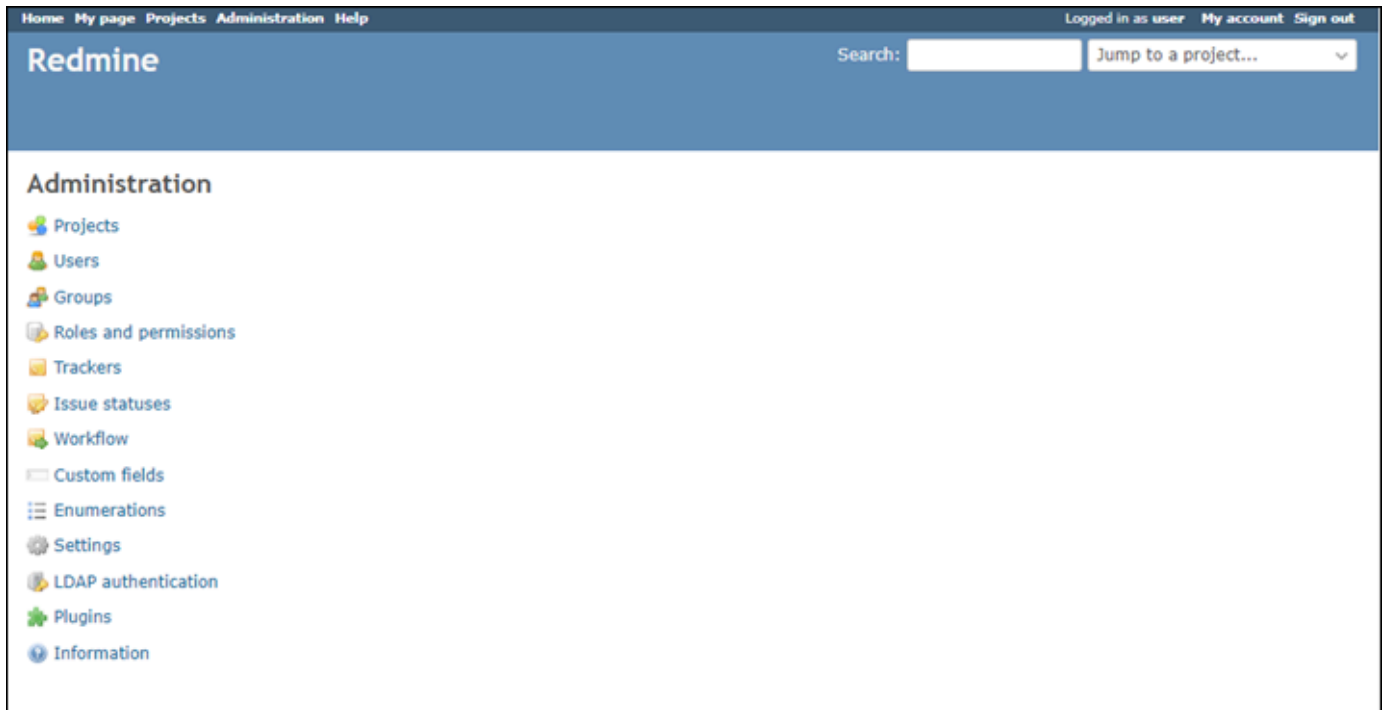 Home My page Projects Administration Help Logged in as user My account Sign out
Redmine Search: Jump to a project...
Administration
Projects
Users
Groups
Roles and permissions
Trackers
Issue statuses
Workflow
Custom fields
Enumerations
Settings
LDAP authentication
Plugins
Information